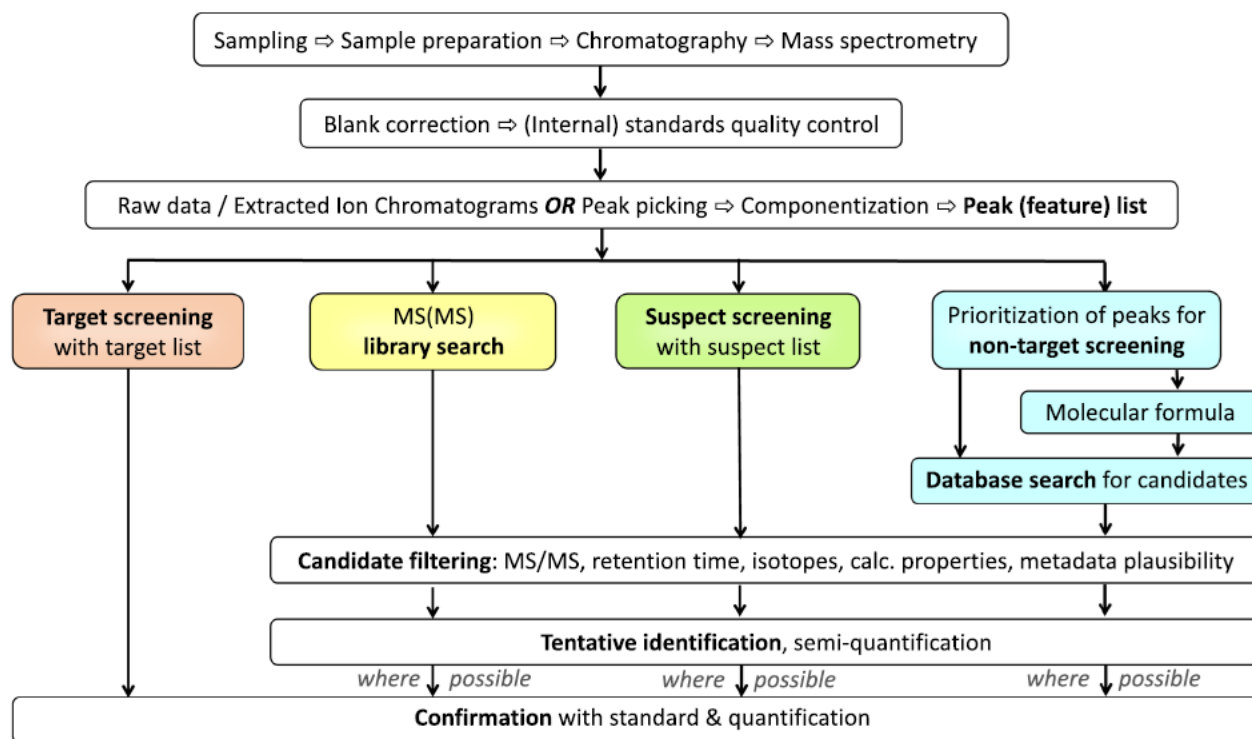 Sampling ⇨ Sample preparation ⇨ Chromatography ⇨ Mass spectrometry
Blank correction ⇨ (Internal) standards quality control
Raw data / Extracted Ion Chromatograms OR Peak picking ⇨ Componentization ⇨ Peak (feature) list
Target screening
with target list
MS(MS)
library search
Suspect screening
with suspect list
Prioritization of peaks for
non-target screening
Molecular formula
Database search for candidates
Candidate filtering: MS/MS, retention time, isotopes, calc. properties, metadata plausibility
Tentative identification, semi-quantification
where possible
where possible
where possible
Confirmation with standard & quantification